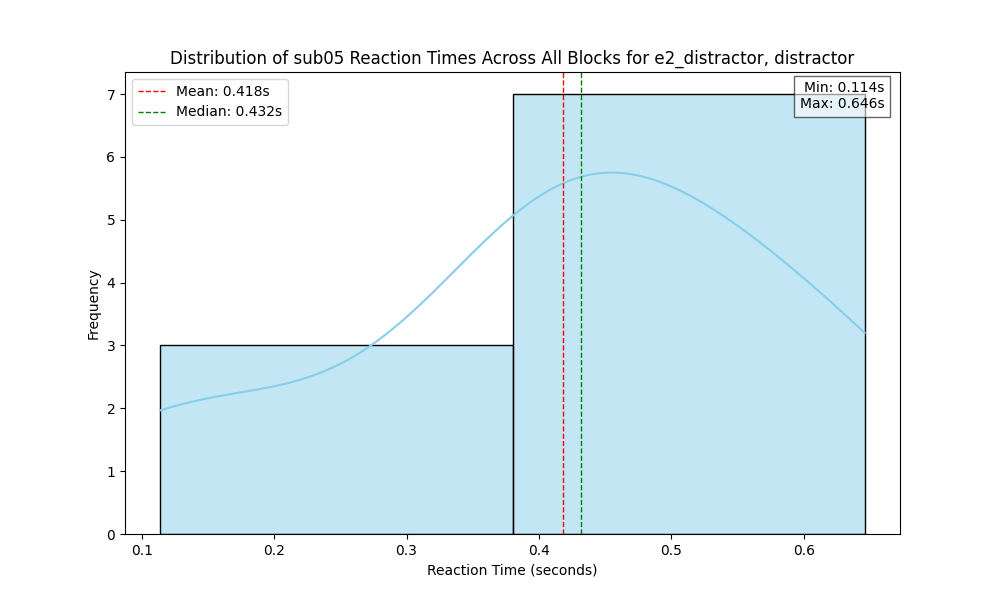 Distribution of sub05 Reaction Times Across All Blocks for e2_distractor, distractor
Mean: 0.418s
Median: 0.432s
Min: 0.114s
Max: 0.646s
7
6
5
4
3
2
1
0
Frequency
0.1 0.2 0.3 0.4 0.5 0.6
Reaction Time (seconds)